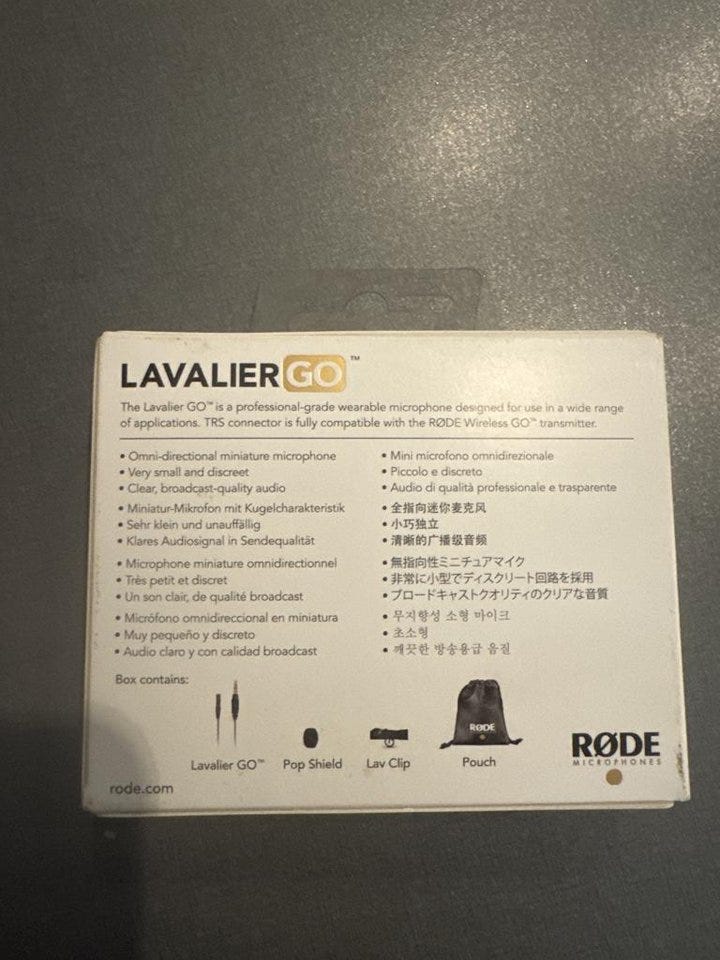 LAVALIER GO™
The Lavalier GO™ is a professional-grade wearable microphone designed for use in a wide range
of applications. TRS connector is fully compatible with the RØDE Wireless GO™ transmitter.
• Omni-directional miniature microphone
• Very small and discreet
• Clear, broadcast-quality audio
• Miniatur-Mikrofon mit Kugelcharakteristik
• Sehr klein und unauffällig
• Klares Audiosignal in Sendequalität
• Microphone miniature omnidirectionnel
• Très petit et discret
• Un son clair, de qualité broadcast
• Micrófono omnidireccional en miniatura
• Muy pequeño y discreto
• Audio claro y con calidad broadcast
• Mini microfono omnidirezionale
• Piccolo e discreto
• Audio di qualità professionale e trasparente
• 全指向迷你麦克风
• 小巧独立
• 清晰的广播级音频
• 無指向性ミニチュアマイク
• 非常に小型でディスクリート回路を採用
• ブロードキャストクオリティのクリアな音質
• 무지향성 소형 마이크
• 초소형
• 깨끗한 방송용급 음질
Box contains:
RØDE
Lavalier GO™
Pop Shield
Lav Clip
Pouch
RØDE
MICROPHONES
rode.com